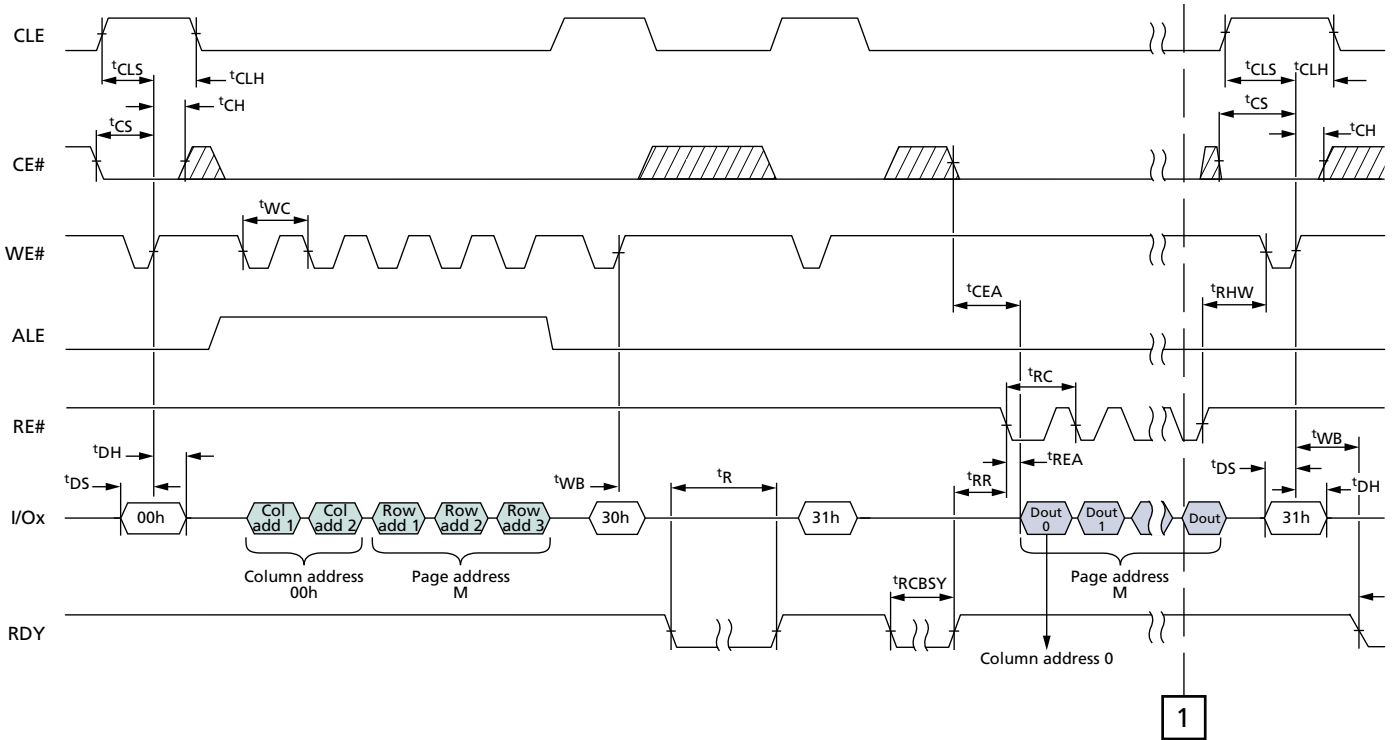 CLE
tCLS
tCLH
tCLS
tCLH
tCH
tCS
tCS
tCH
CE#
tWC
WE#
tCEA
tRHW
ALE
tRC
RE#
tDH
tREA
tWB
tDS
tWB
tR
tRR
tDS
tDH
I/Ox
00h
Col add 1
Col add 2
Row add 1
Row add 2
Row add 3
30h
31h
Dout 0
Dout 1
Dout
31h
Column address
00h
Page address
M
tRCBSY
Page address
M
RDY
Column address 0
1